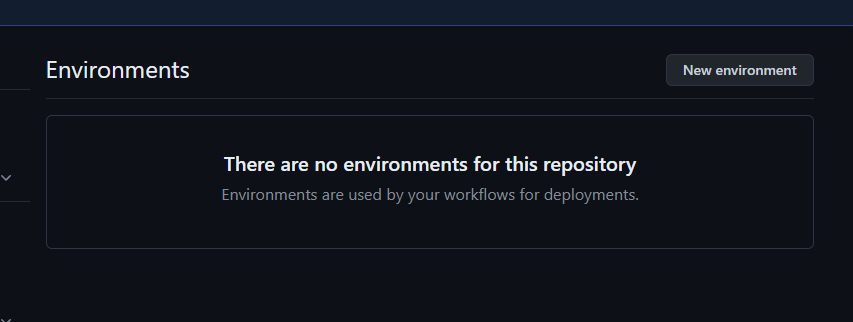 Environments
New environment
There are no environments for this repository
Environments are used by your workflows for deployments.